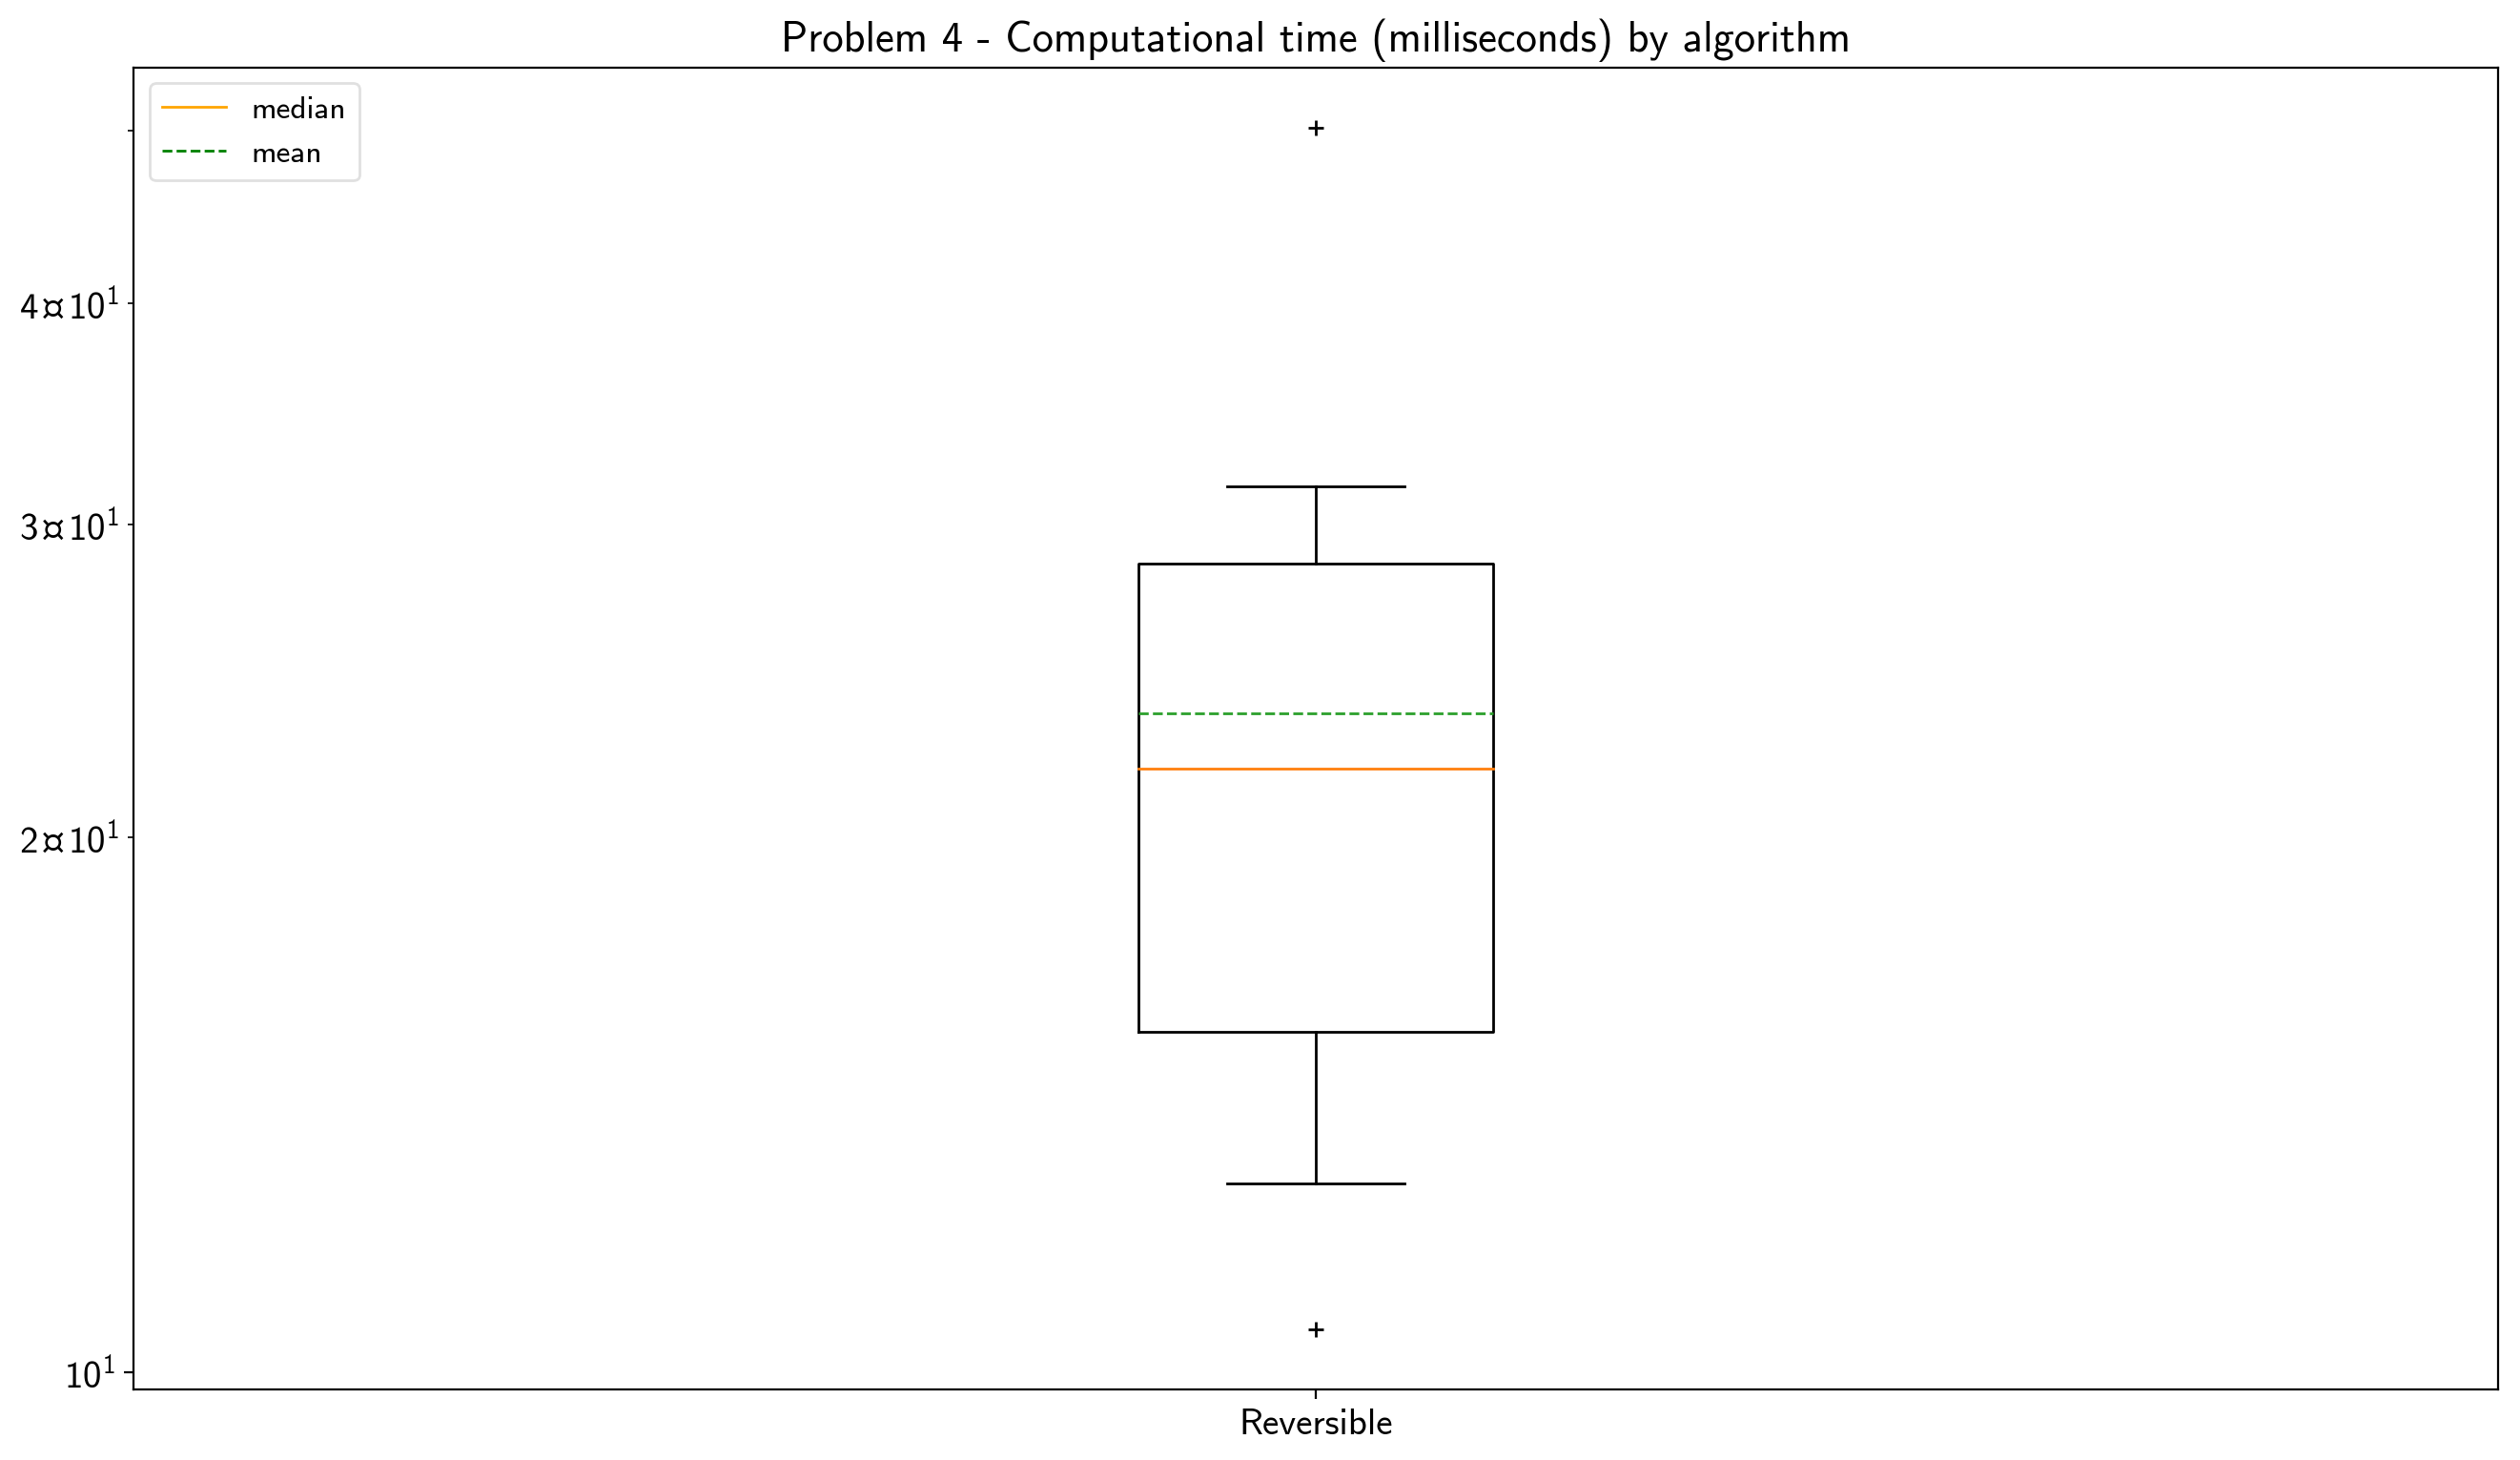 Problem 4 - Computational time (milliseconds) by algorithm
median
mean
4¤10¹
3¤10¹
2¤10¹
10¹
Reversible